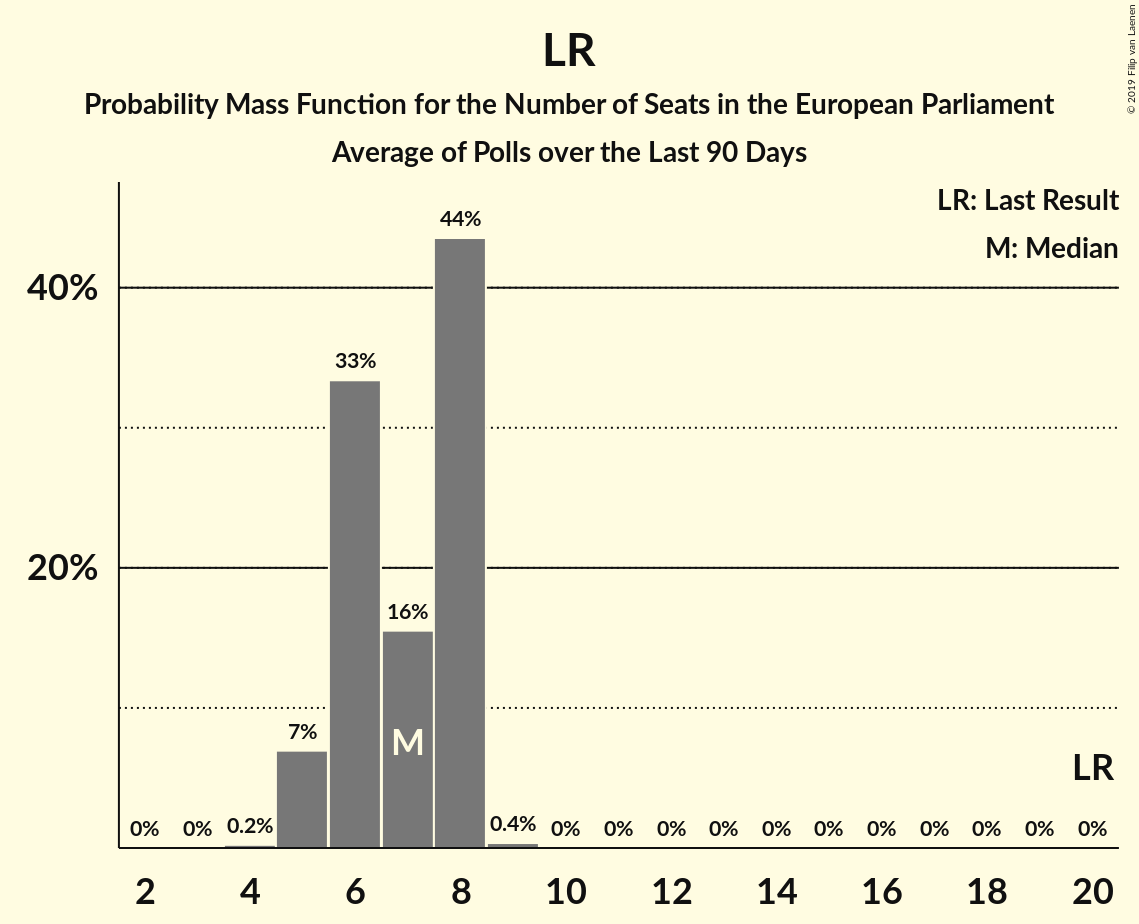 LR
Probability Mass Function for the Number of Seats in the European Parliament
Average of Polls over the Last 90 Days
© 2019 Filip van Laenen
LR: Last Result
M: Median
44%
40%
33%
20%
16%
7%
M
LR
0% 0% 0.2% 0.4% 0% 0% 0% 0% 0% 0% 0% 0% 0% 0% 0%
2 4 6 8 10 12 14 16 18 20